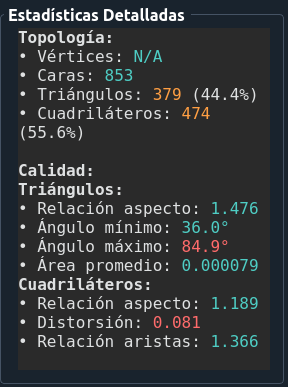 Estadísticas Detalladas
Topología:
• Vértices: N/A
• Caras: 853
• Triángulos: 379 (44.4%)
• Cuadriláteros: 474
(55.6%)
Calidad:
Triángulos:
• Relación aspecto: 1.476
• Ángulo mínimo: 36.0°
• Ángulo máximo: 84.9°
• Área promedio: 0.000079
Cuadriláteros:
• Relación aspecto: 1.189
• Distorsión: 0.081
• Relación aristas: 1.366